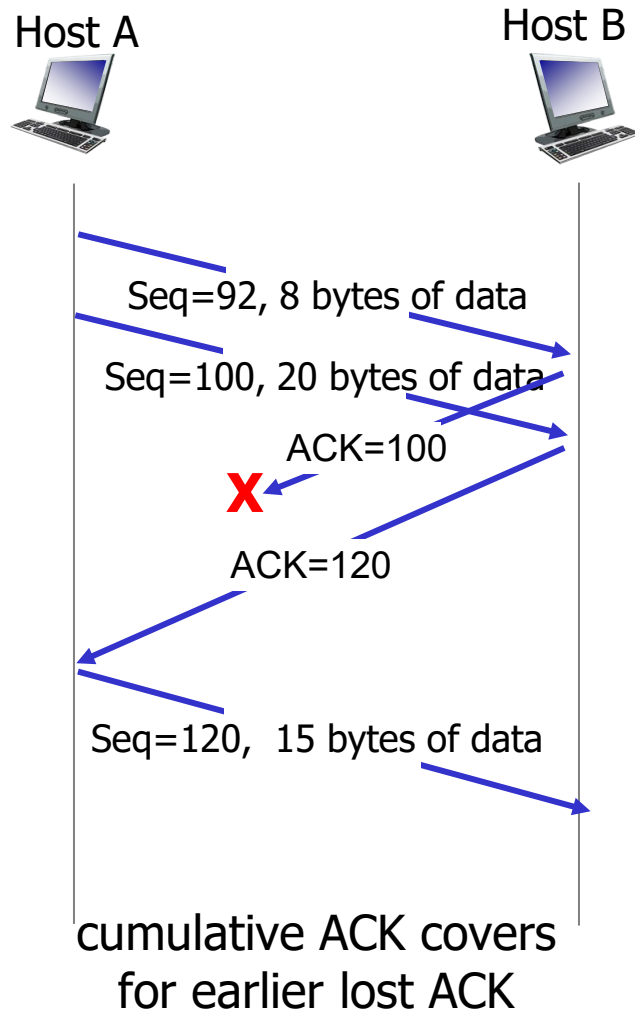 Host A
Host B
Seq=92, 8 bytes of data
Seq=100, 20 bytes of data
ACK=100
X
ACK=120
Seq=120, 15 bytes of data
cumulative ACK covers
for earlier lost ACK